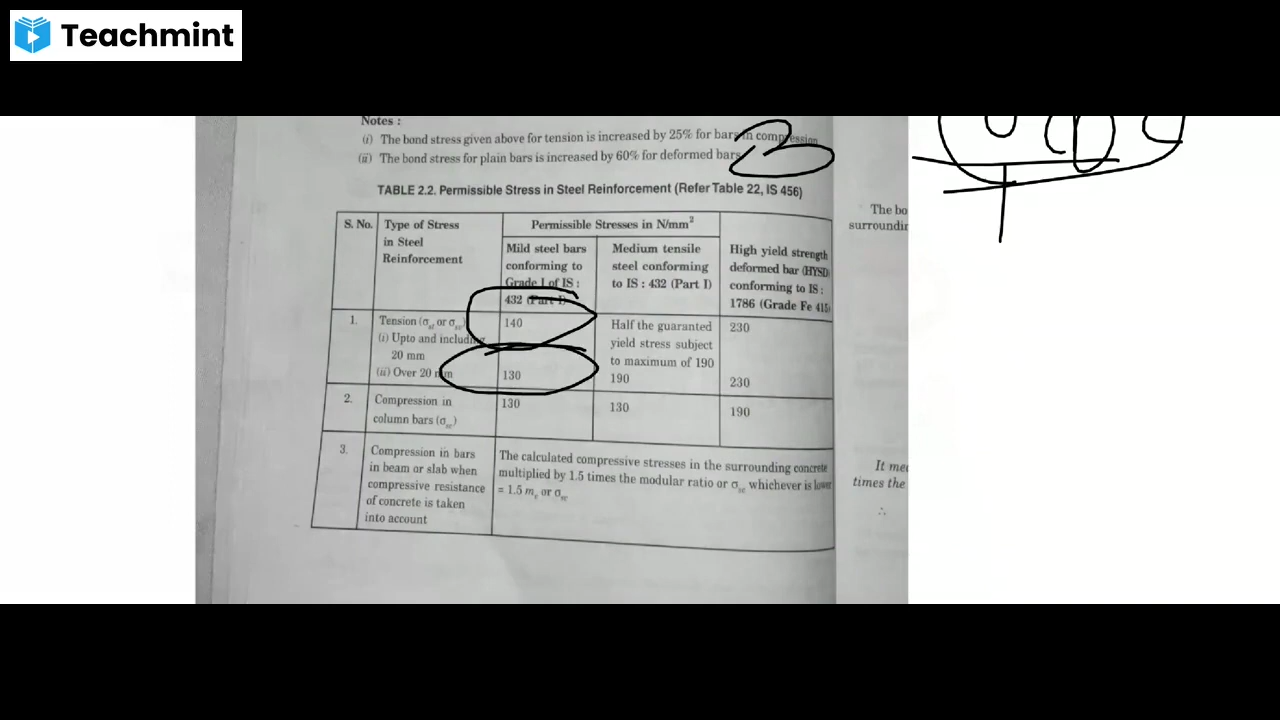 Teachmint
Notes :
(i) The bond stress given above for tension is increased by 25% for bars in compression
(ii) The bond stress for plain bars is increased by 60% for deformed bars
TABLE 2.2. Permissible Stress in Steel Reinforcement (Refer Table 22, IS 456)
S. No.
Type of Stress
in Steel
Reinforcement
Permissible Stresses in N/mm²
Mild steel bars
conforming to
Grade I of IS :
432 (Part I)
Medium tensile
steel conforming
to IS : 432 (Part I)
High yield strength
deformed bar (HYSD)
conforming to IS :
1786 (Grade Fe 415)
1.
Tension (σst or σsc)
(i) Upto and including
20 mm
(ii) Over 20 mm
140
130
Half the guaranted
yield stress subject
to maximum of 190
190
230
230
2.
Compression in
column bars (σsc)
130
130
190
3.
Compression in bars
in beam or slab when
compressive resistance
of concrete is taken
into account
The calculated compressive stresses in the surrounding concrete
multiplied by 1.5 times the modular ratio or σsc whichever is lower
= 1.5 mc or σsc
The bo
surroundin
It mea
times the
∴